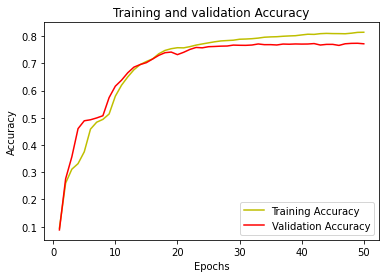 Training and validation Accuracy
Accuracy
0.8
0.7
0.6
0.5
0.4
0.3
0.2
0.1
Training Accuracy
Validation Accuracy
0 10 20 30 40 50
Epochs